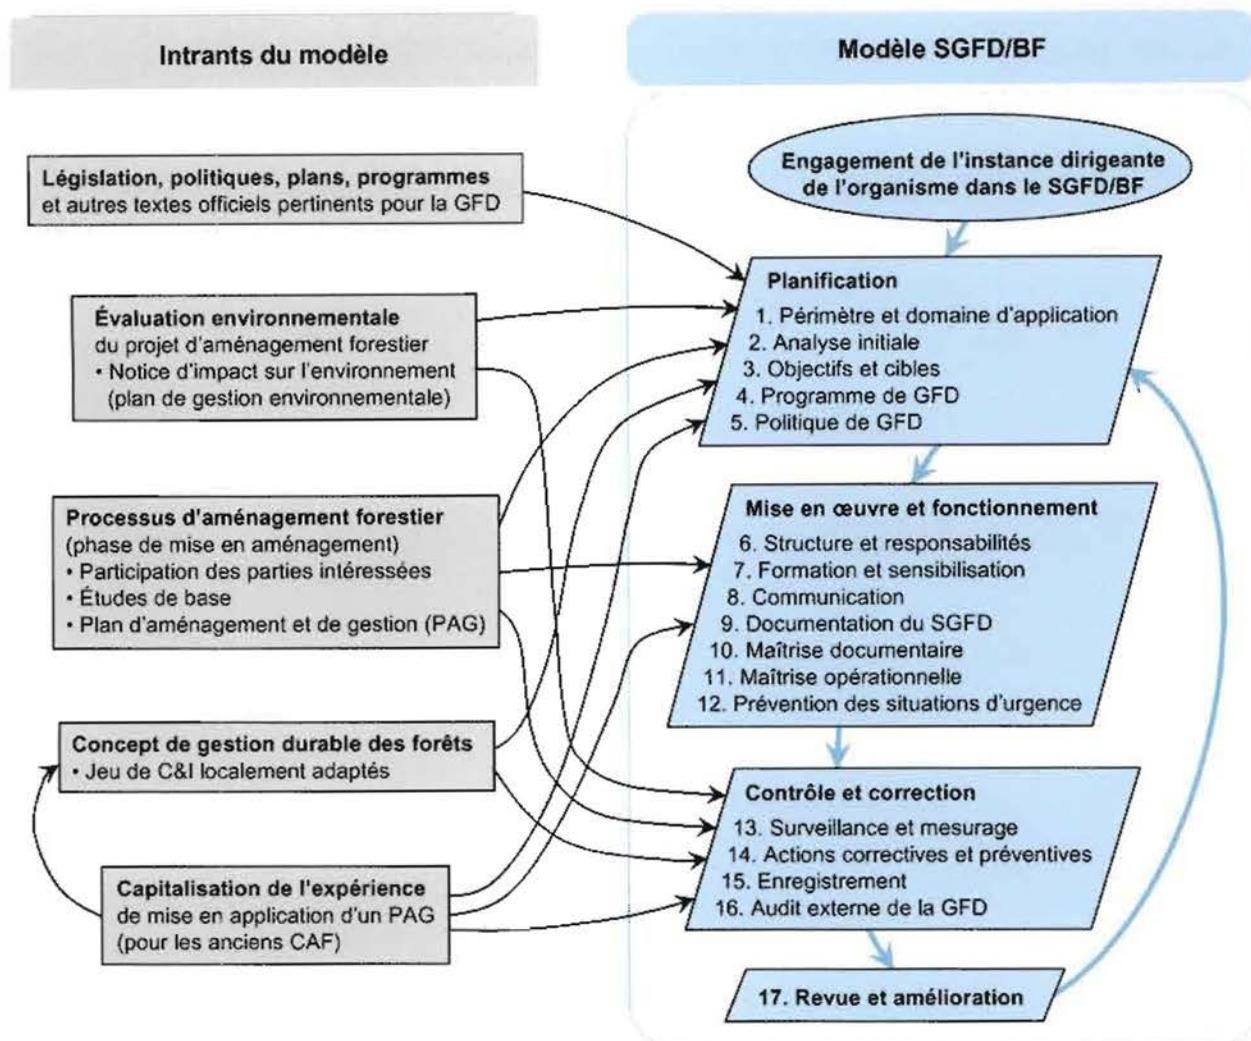 Intrants du modèle
Législation, politiques, plans, programmes
et autres textes officiels pertinents pour la GFD
Évaluation environnementale
du projet d'aménagement forestier
• Notice d'impact sur l'environnement
(plan de gestion environnementale)
Processus d'aménagement forestier
(phase de mise en aménagement)
• Participation des parties intéressées
• Études de base
• Plan d'aménagement et de gestion (PAG)
Concept de gestion durable des forêts
• Jeu de C&I localement adaptés
Capitalisation de l'expérience
de mise en application d'un PAG
(pour les anciens CAF)
Modèle SGFD/BF
Engagement de l'instance dirigeante
de l'organisme dans le SGFD/BF
Planification
1. Périmètre et domaine d'application
2. Analyse initiale
3. Objectifs et cibles
4. Programme de GFD
5. Politique de GFD
Mise en œuvre et fonctionnement
6. Structure et responsabilités
7. Formation et sensibilisation
8. Communication
9. Documentation du SGFD
10. Maîtrise documentaire
11. Maîtrise opérationnelle
12. Prévention des situations d'urgence
Contrôle et correction
13. Surveillance et mesurage
14. Actions correctives et préventives
15. Enregistrement
16. Audit externe de la GFD
17. Revue et amélioration